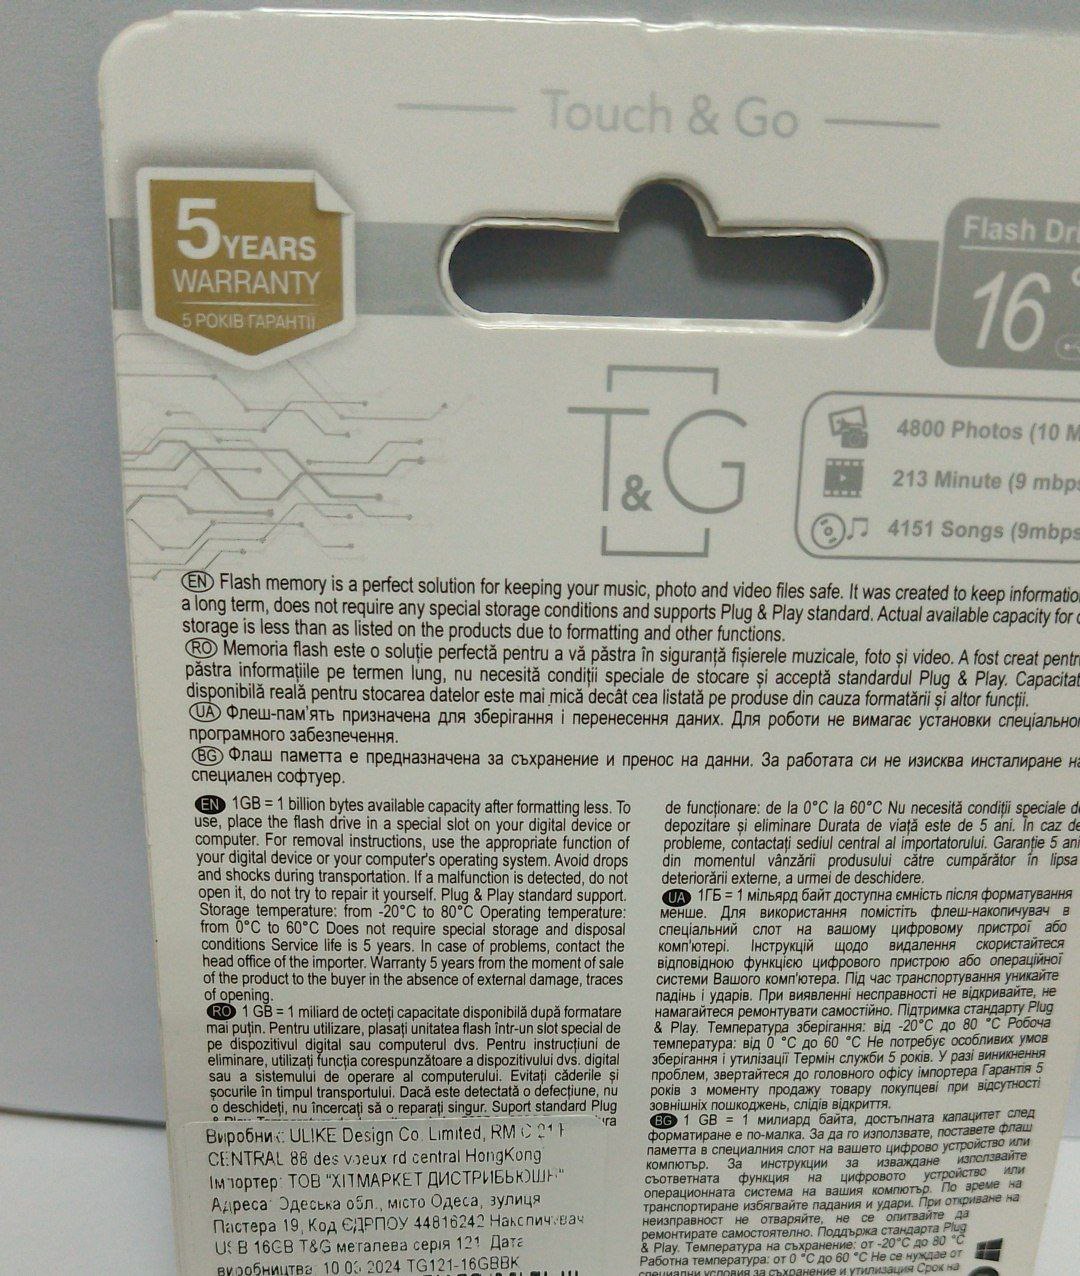 Touch & Go
5 YEARS
WARRANTY
5 РОКІВ ГАРАНТІЇ
Flash
16
T&G
4800 Photos (10
213 Minute (9 mbps
4151 Songs (9mbps
EN Flash memory is a perfect solution for keeping your music, photo and video files safe. It was created to keep
a long term, does not require any special storage conditions and supports Plug & Play standard. Actual available capacity for
storage is less than as listed on the products due to formatting and other functions.
RO Memoria flash este o soluție perfectă pentru a vă păstra în siguranță fișierele muzicale, foto și video. A fost creat
păstra informațiile pe termen lung, nu necesită condiții speciale de stocare și acceptă standardul Plug & Play.
disponibilă reală pentru stocarea datelor este mai mică decât cea listată pe produse din cauza formatării și altor funcții.
UA Флеш-пам'ять призначена для зберігання і перенесення даних. Для роботи не вимагає установки
програмного забезпечення.
BG Флаш паметта е предназначена за съхранение и пренос на данни. За работата си не изисква инсталиране
специален софтуер.
EN 1GB = 1 billion bytes available capacity after formatting less. To
use, place the flash drive in a special slot on your digital device or
computer. For removal instructions, use the appropriate function of
your digital device or your computer's operating system. Avoid drops
and shocks during transportation. If a malfunction is detected, do not
open it, do not try to repair it yourself. Plug & Play standard support.
Storage temperature: from -20°C to 80°C Operating temperature:
from 0°C to 60°C Does not require special storage and disposal
conditions Service life is 5 years. In case of problems, contact the
head office of the importer. Warranty 5 years from the moment of sale
of the product to the buyer in the absence of external damage, traces
of opening.
RO 1 GB = 1 miliard de octeți capacitate disponibilă după formatare
mai puțin. Pentru utilizare, plasați unitatea flash într-un slot special de
pe dispozitivul digital sau computerul dvs. Pentru instrucțiuni de
eliminare, utilizați funcția corespunzătoare a dispozitivului dvs. digital
sau a sistemului de operare al computerului. Evitați căderile și
șocurile în timpul transportului. Dacă este detectată o defecțiune, nu
o deschideți, nu încercați să o reparați singur. Suport standard Plug
Виробник: ULIKE Design Co. Limited, RM C 21
CENTRAL 88 des voeux rd central HongKong
Імпортер: ТОВ "ХІТМАРКЕТ ДИСТРИБЬЮШН"
Адреса: Одеська обл., місто Одеса, вулиця
Пастера 19, Код ЄДРПОУ 44816242 Накопичувач
USB 16GB T&G металева серія 121 Дата
виробництва: 10.03.2024 TG121-16GBBK
de funcționare: de la 0°C la 60°C Nu necesită condiții speciale
depozitare și eliminare Durata de viață este de 5 ani. În caz de
probleme, contactați sediul central al importatorului. Garanție 5 ani
din momentul vânzării produsului către cumpărător în lipsa
deteriorării externe, a urmei de deschidere.
UA 1ГБ = 1 мільярд байт доступна ємність після форматування
менше. Для використання помістіть флеш-накопичувач в
спеціальний слот на вашому цифровому пристрої або
комп'ютері. Інструкцій щодо видалення скористайтеся
відповідною функцією цифрового пристрою або операційної
системи Вашого комп'ютера. Під час транспортування уникайте
падінь і ударів. При виявленні несправності не відкривайте, не
намагайтеся ремонтувати самостійно. Підтримка стандарту Plug
& Play. Температура зберігання: від -20°C до 80 °C Робоча
температура: від 0 °C до 60 °C Не потребує особливих умов
зберігання і утилізації Термін служби 5 років. У разі виникнення
проблем, звертайтесь до головного офісу імпортера Гарантія 5
років з моменту продажу товару покупцеві при відсутності
зовнішніх пошкоджень, слідів відкриття.
BG 1 GB = 1 милиард байта, достъпната капацитет след
форматиране е по-малка. За да го използвате, поставете флаш
паметта в специалния слот на вашето цифрово устройство или
компютър. За инструкции за изваждане използвайте
съответната функция на цифровото устройство или
операционната система на вашия компютър. По време на
транспортиране избягвайте падания и удари. При откриване на
неизправност не отваряйте, не се опитвайте да
ремонтирате самостоятелно. Поддръжка стандарта Plug
& Play. Температура на съхранение: от -20°C до 80 °C
Работна температура: от 0 °C до 60 °C Не се нуждае от
специални условия за съхранение и утилизация Срок на